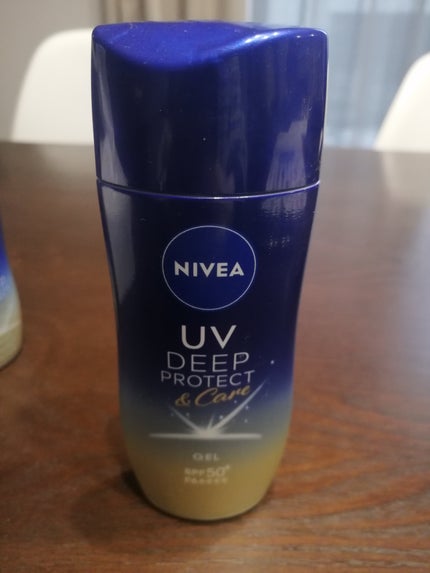 NIVEA
UV
DEEP
PROTECT
& Care
GEL
SPF50+
PA++++